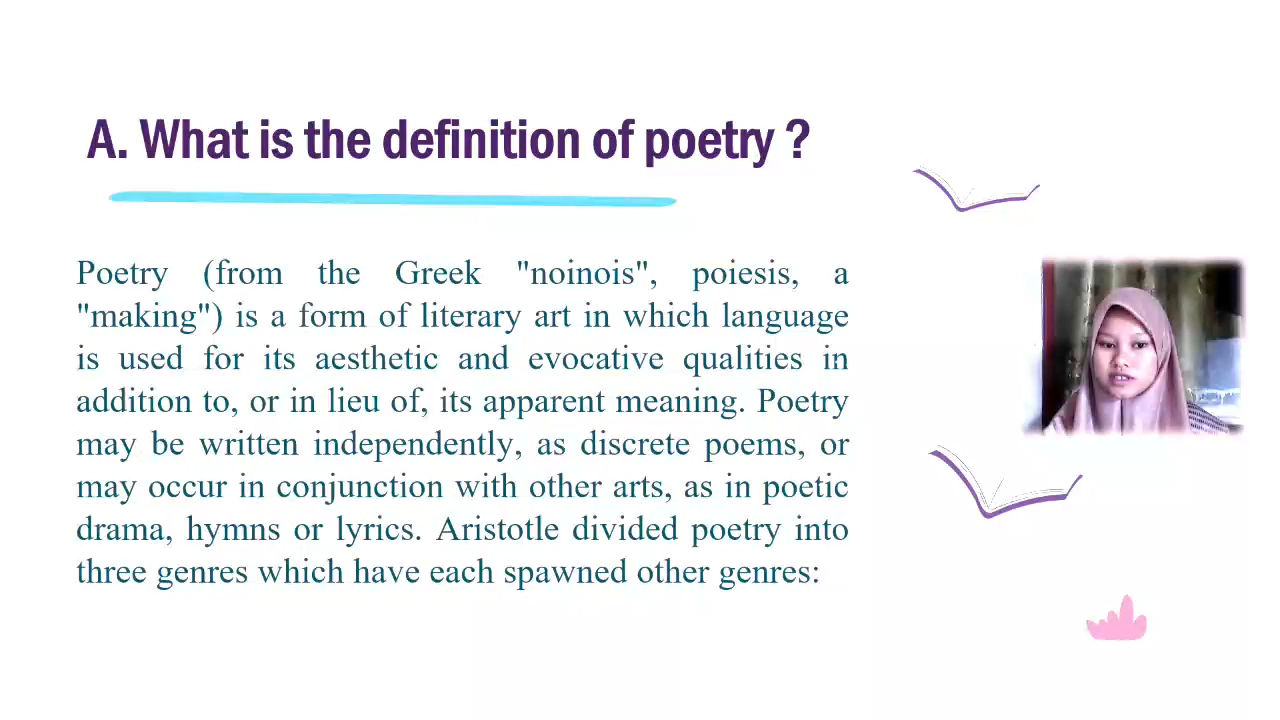 A. What is the definition of poetry ?
Poetry (from the Greek "noinois", poiesis, a
"making") is a form of literary art in which language
is used for its aesthetic and evocative qualities in
addition to, or in lieu of, its apparent meaning. Poetry
may be written independently, as discrete poems, or
may occur in conjunction with other arts, as in poetic
drama, hymns or lyrics. Aristotle divided poetry into
three genres which have each spawned other genres: